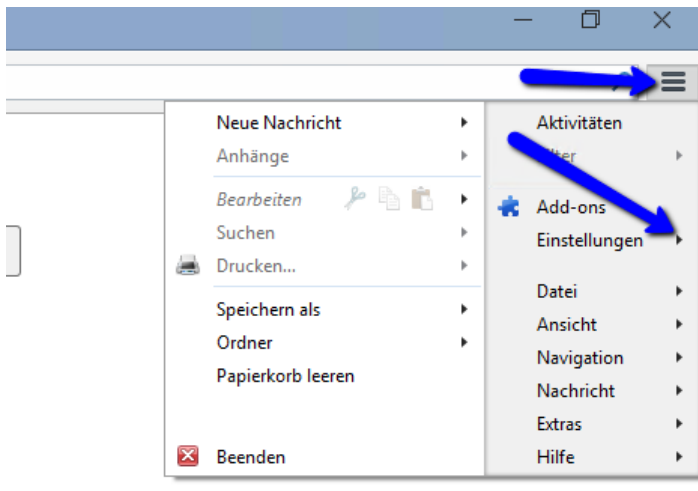 Neue Nachricht
Anhänge
Bearbeiten
Suchen
Drucken...
Speichern als
Ordner
Papierkorb leeren
Beenden
Aktivitäten
Add-ons
Einstellungen
Datei
Ansicht
Navigation
Nachricht
Extras
Hilfe